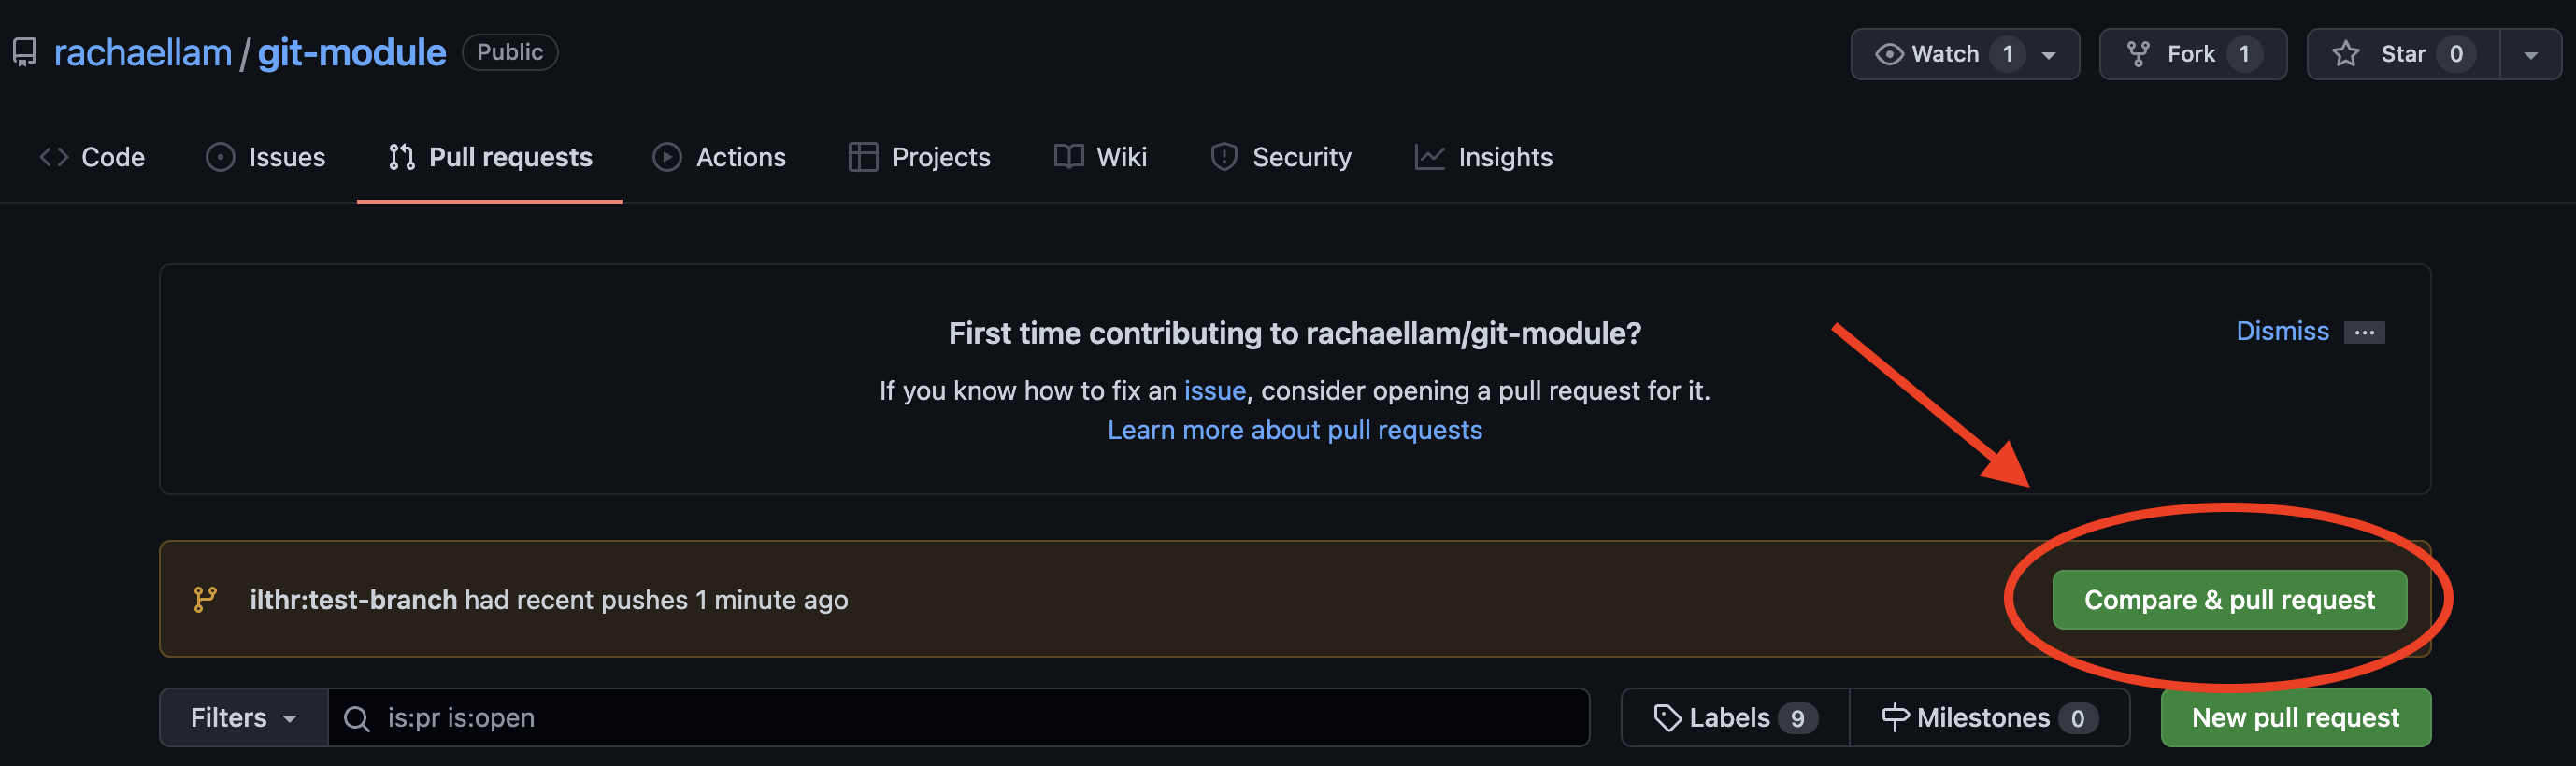 rachaellam / git-module Public Watch 1 Fork 1 Star 0
Code Issues Pull requests Actions Projects Wiki Security Insights
First time contributing to rachaellam/git-module?
Dismiss ...
If you know how to fix an issue, consider opening a pull request for it.
Learn more about pull requests
ilthr:test-branch had recent pushes 1 minute ago Compare & pull request
Filters is:pr is:open Labels 9 Milestones 0 New pull request